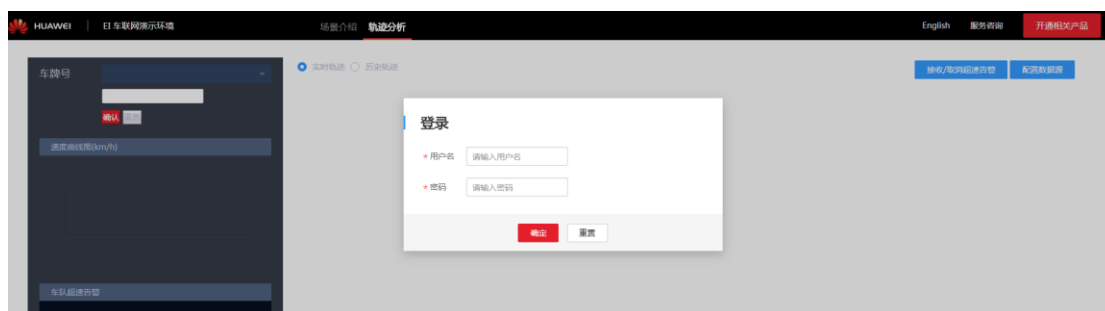 HUAWEI EI 车联网演示环境 场景介绍 轨迹分析 English 服务咨询 开通相关产品
车牌号 实时轨迹 历史轨迹 接收/取消超速告警 配置数据源
确认 重置
登录
速度曲线图(km/h)
* 用户名 请输入用户名
* 密码 请输入密码
确定 重置
车队超速告警